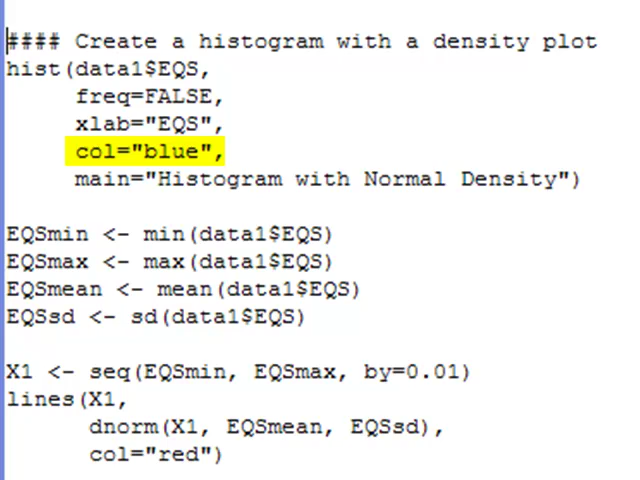 #### Create a histogram with a density plot
hist(data1$EQS,
freq=FALSE,
xlab="EQS",
col="blue",
main="Histogram with Normal Density")
EQSmin <- min(data1$EQS)
EQSmax <- max(data1$EQS)
EQSmean <- mean(data1$EQS)
EQSsd <- sd(data1$EQS)
X1 <- seq(EQSmin, EQSmax, by=0.01)
lines(X1,
dnorm(X1, EQSmean, EQSsd),
col="red")